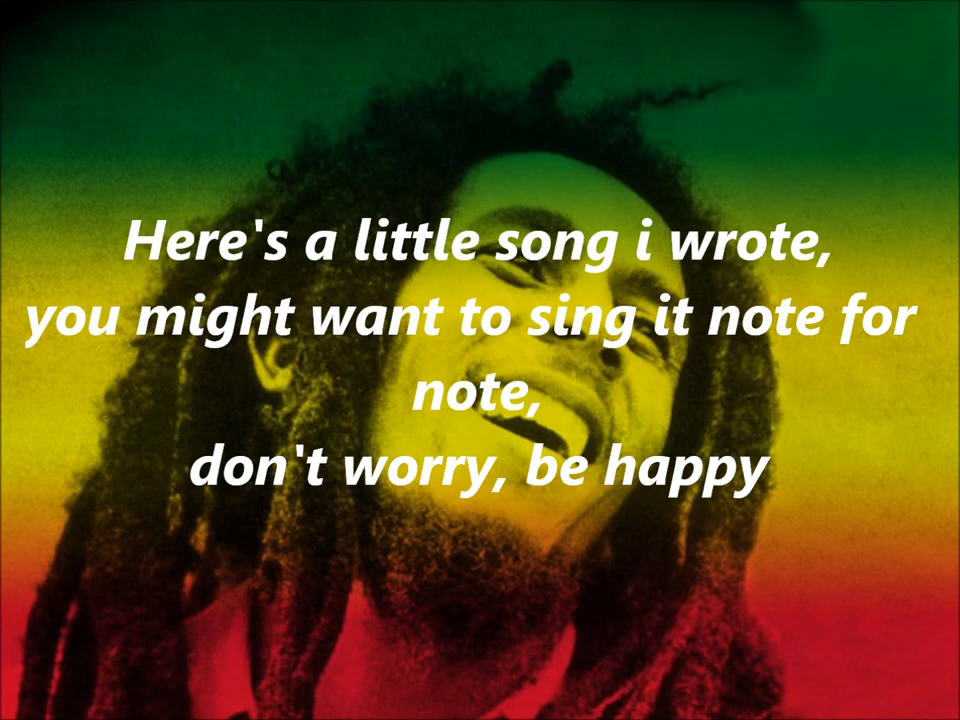 Here's a little song i wrote,
you might want to sing it note for
note,
don't worry, be happy